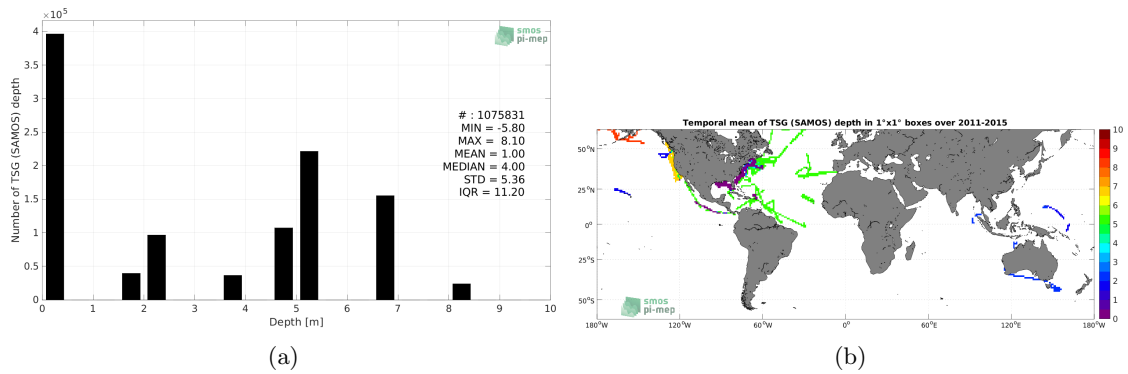 ×10⁵
4
3.5
3
2.5
2
1.5
1
0.5
0
Number of TSG (SAMOS) depth
smos
pi-mep
# : 1075831
MIN = -5.80
MAX = 8.10
MEAN = 1.00
MEDIAN = 4.00
STD = 5.36
IQR = 11.20
0 1 2 3 4 5 6 7 8 9 10
Depth [m]
(a)
Temporal mean of TSG (SAMOS) depth in 1°x1° boxes over 2011-2015
50°N
25°N
0°
25°S
50°S
smos
pi-mep
180°W 120°W 60°W 0° 60°E 120°E 180°W
10
9
8
7
6
5
4
3
2
1
0
(b)